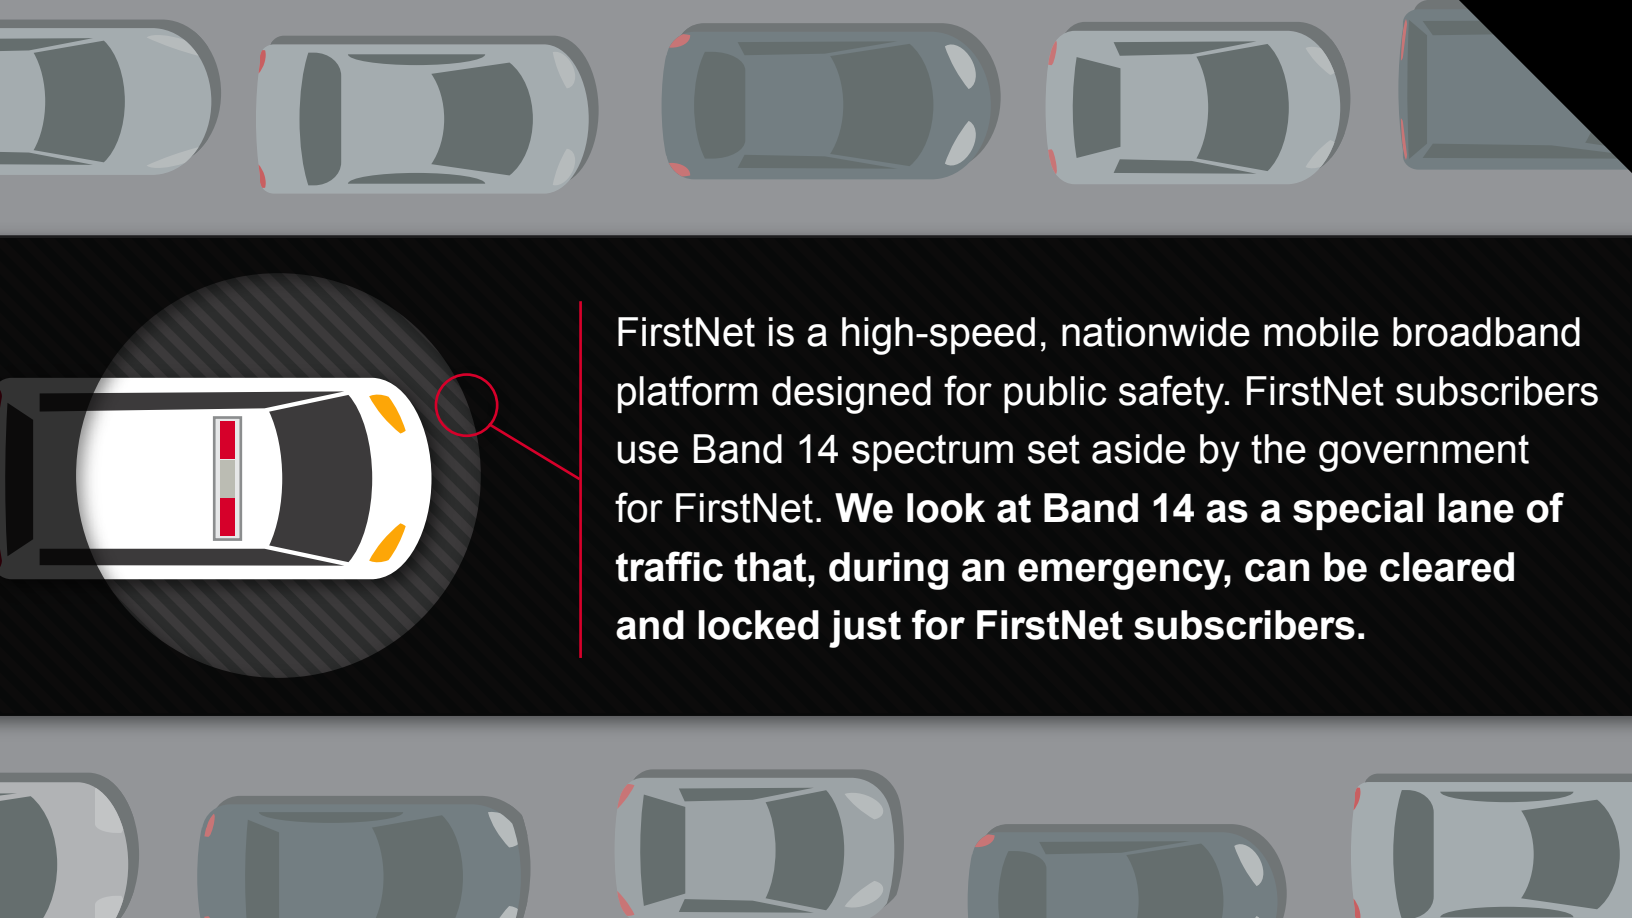 FirstNet is a high-speed, nationwide mobile broadband
platform designed for public safety. FirstNet subscribers
use Band 14 spectrum set aside by the government
for FirstNet. We look at Band 14 as a special lane of
traffic that, during an emergency, can be cleared
and locked just for FirstNet subscribers.